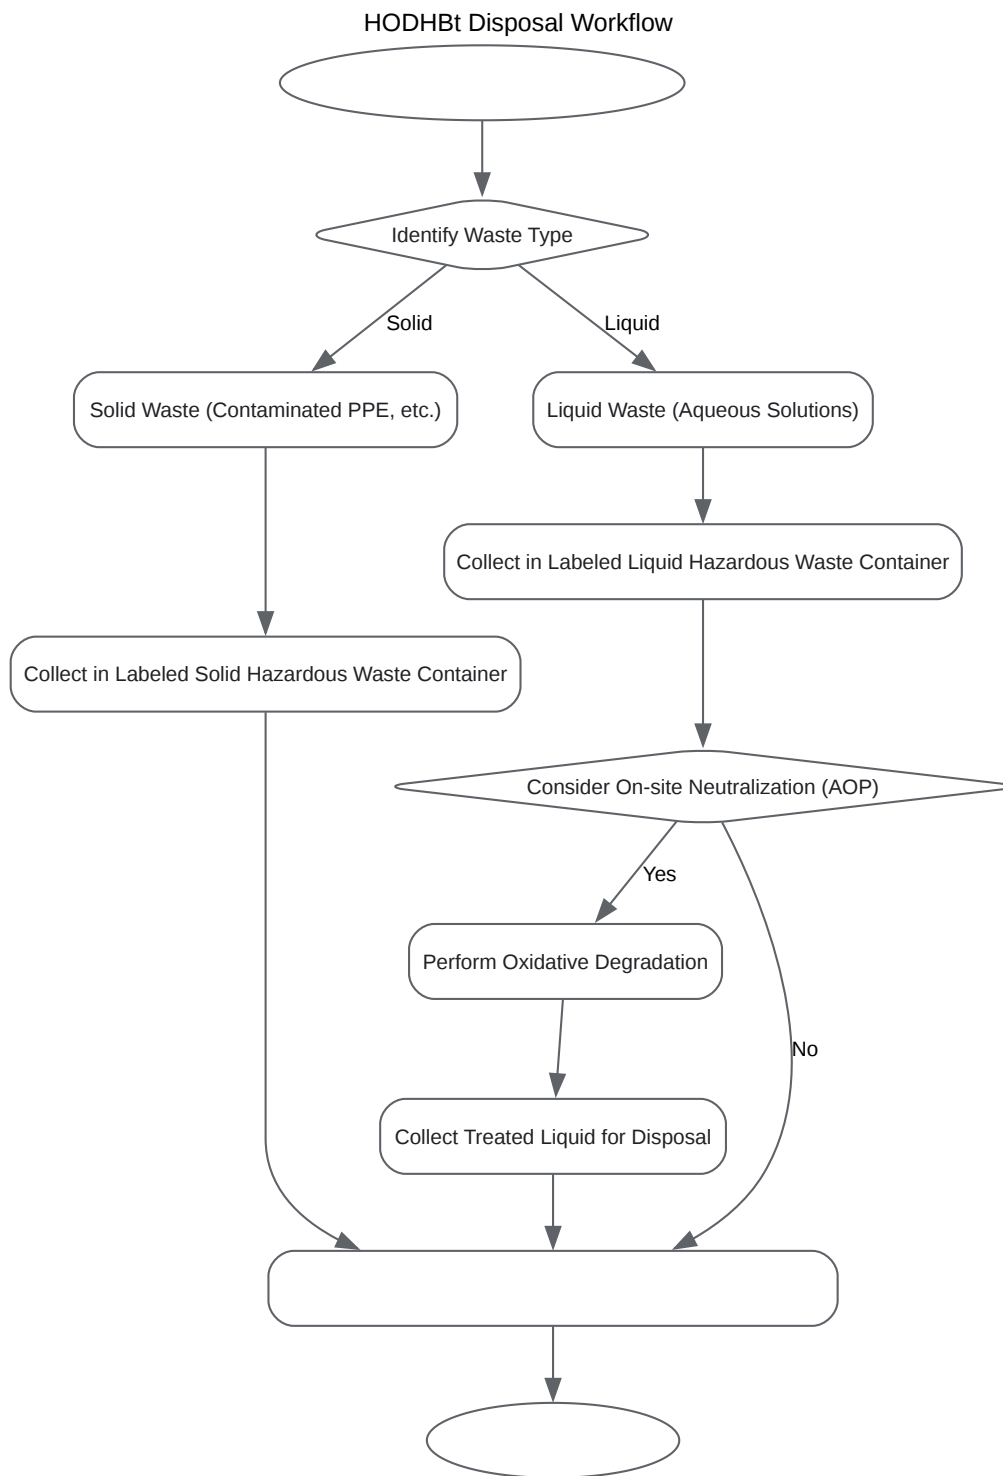 HODHBt Disposal Workflow
Identify Waste Type
Solid
Liquid
Solid Waste (Contaminated PPE, etc.)
Liquid Waste (Aqueous Solutions)
Collect in Labeled Liquid Hazardous Waste Container
Collect in Labeled Solid Hazardous Waste Container
Consider On-site Neutralization (AOP)
Yes
Perform Oxidative Degradation
No
Collect Treated Liquid for Disposal